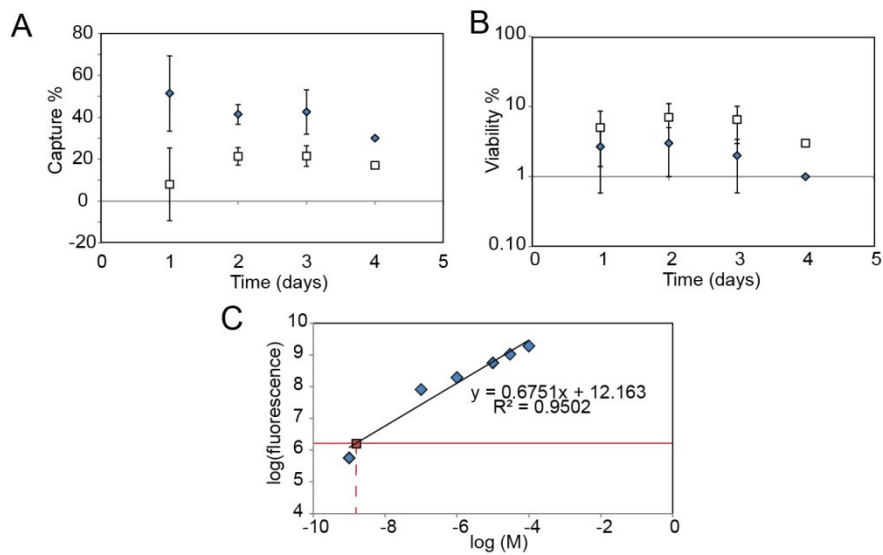 A
80
60
40
20
0
-20
Capture %
0 1 2 3 4 5
Time (days)
B
100
10
1
0.10
Viability %
0 1 2 3 4 5
Time (days)
C
10
9
8
7
6
5
4
log(fluorescence)
y = 0.6751x + 12.163
R² = 0.9502
-10 -8 -6 -4 -2 0
log (M)